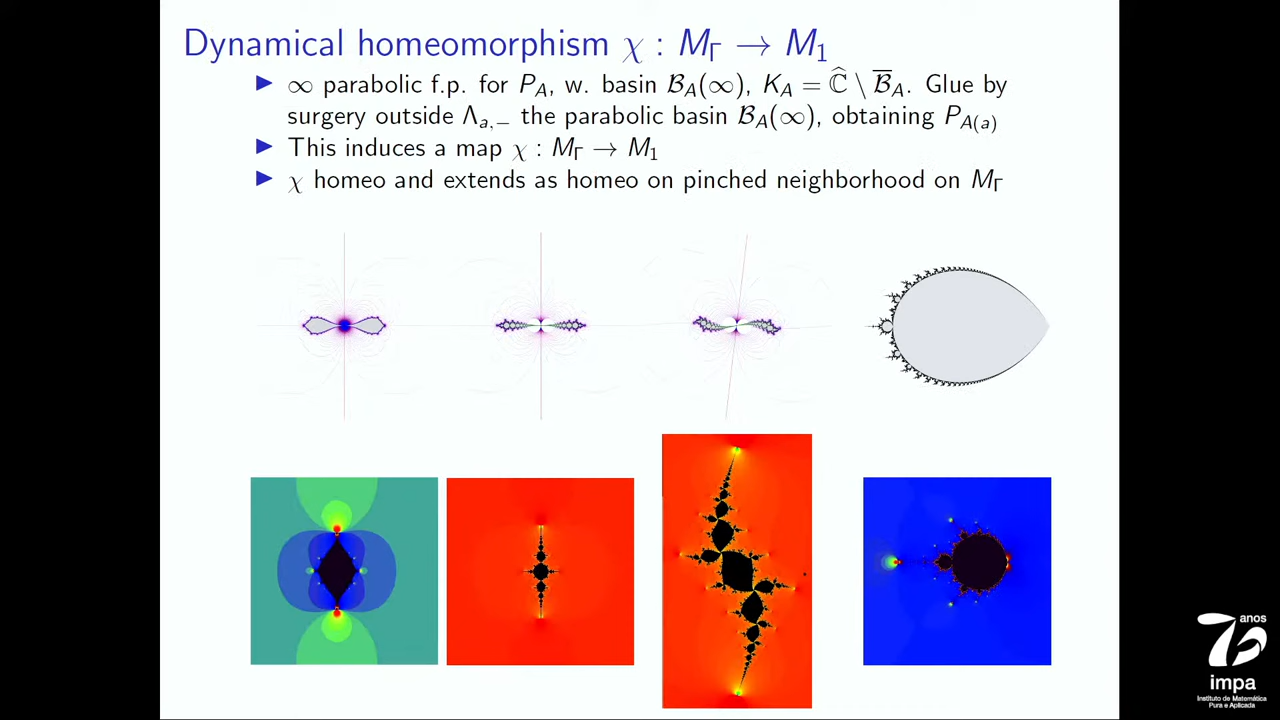 Dynamical homeomorphism χ : M_Γ → M_1
▶ ∞ parabolic f.p. for P_A, w. basin 𝓑_A(∞), K_A = ℂ̂ \ 𝓑̅_A. Glue by
surgery outside Λ_{a,−} the parabolic basin 𝓑_A(∞), obtaining P_{A(a)}
▶ This induces a map χ : M_Γ → M_1
▶ χ homeo and extends as homeo on pinched neighborhood on M_Γ
70
anos
impa
Instituto de Matemática
Pura e Aplicada